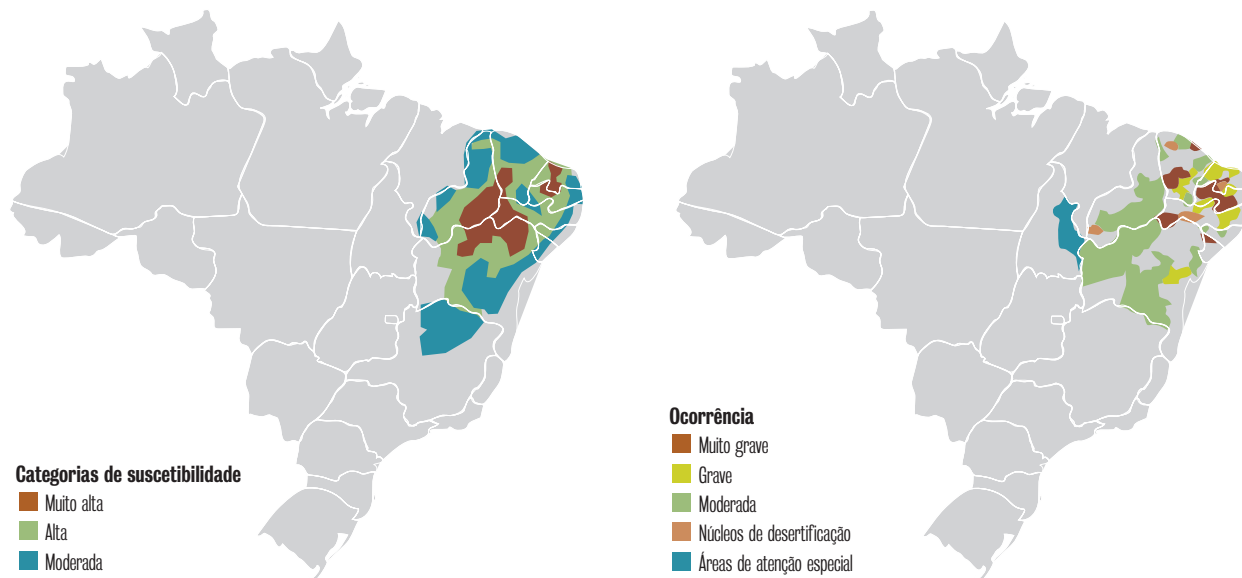 Categorias de suscetibilidade
Muito alta
Alta
Moderada
Ocorrência
Muito grave
Grave
Moderada
Núcleos de desertificação
Áreas de atenção especial